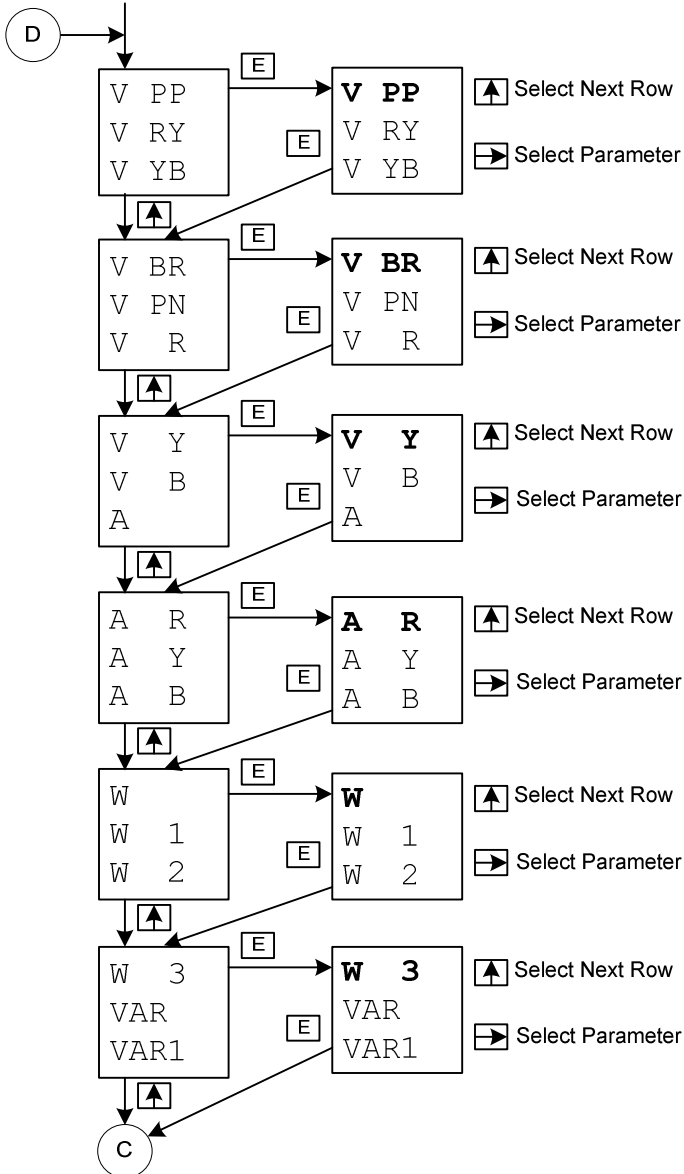 D
E
V PP
V RY
V YB
V PP
V RY
V YB
Select Next Row
Select Parameter
E
E
V BR
V PN
V R
V BR
V PN
V R
Select Next Row
Select Parameter
E
E
V Y
V B
A
V Y
V B
A
Select Next Row
Select Parameter
E
E
A R
A Y
A B
A R
A Y
A B
Select Next Row
Select Parameter
E
E
W
W 1
W 2
W
W 1
W 2
Select Next Row
Select Parameter
E
E
W 3
VAR
VAR1
W 3
VAR
VAR1
Select Next Row
Select Parameter
E
C